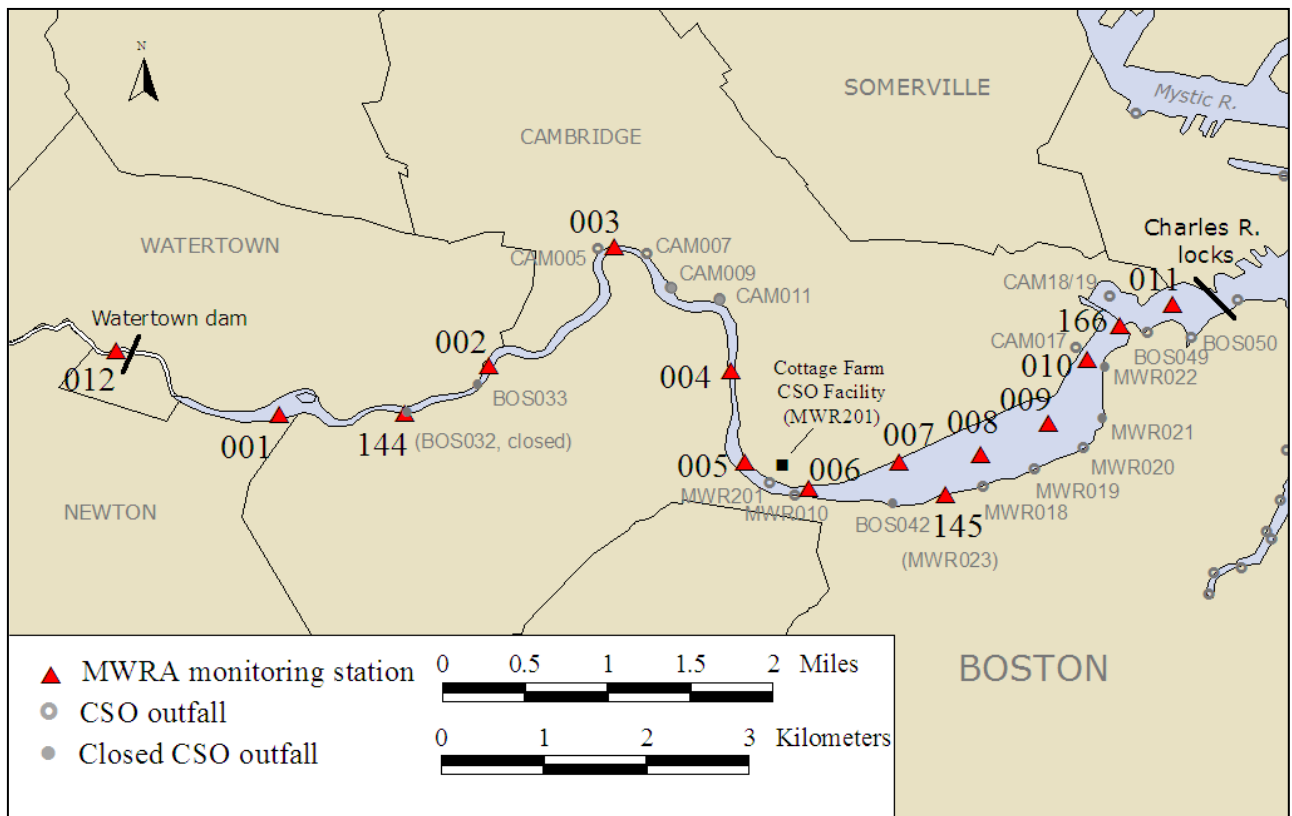 N
SOMERVILLE
Mystic R.
CAMBRIDGE
003
WATERTOWN
CAM005
CAM007
Charles R.
locks
CAM009
CAM18/19
011
CAM011
Watertown dam
166
002
CAM017
BOS049
BOS050
012
004
Cottage Farm
CSO Facility
(MWR201)
010
MWR022
BOS033
009
001
144
(BOS032, closed)
008
007
MWR021
005
006
MWR020
MWR201
MWR019
NEWTON
MWR010
MWR018
BOS042
145
(MWR023)
MWRA monitoring station
CSO outfall
Closed CSO outfall
0 0.5 1 1.5 2 Miles
0 1 2 3 Kilometers
BOSTON